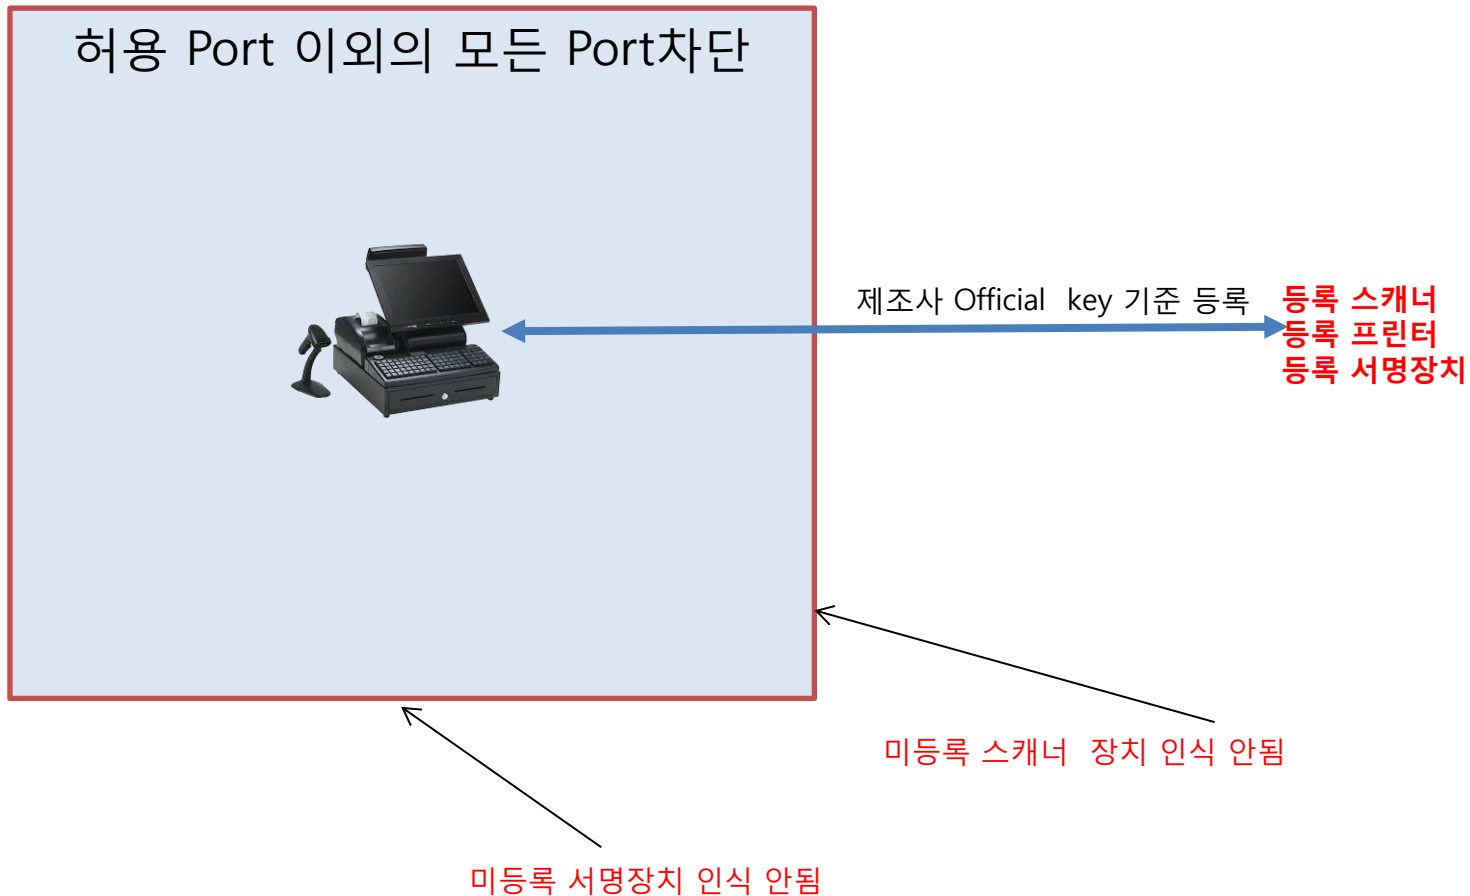 허용 Port 이외의 모든 Port차단
제조사 Official key 기준 등록
등록 스캐너
등록 프린터
등록 서명장치
미등록 스캐너 장치 인식 안됨
미등록 서명장치 인식 안됨